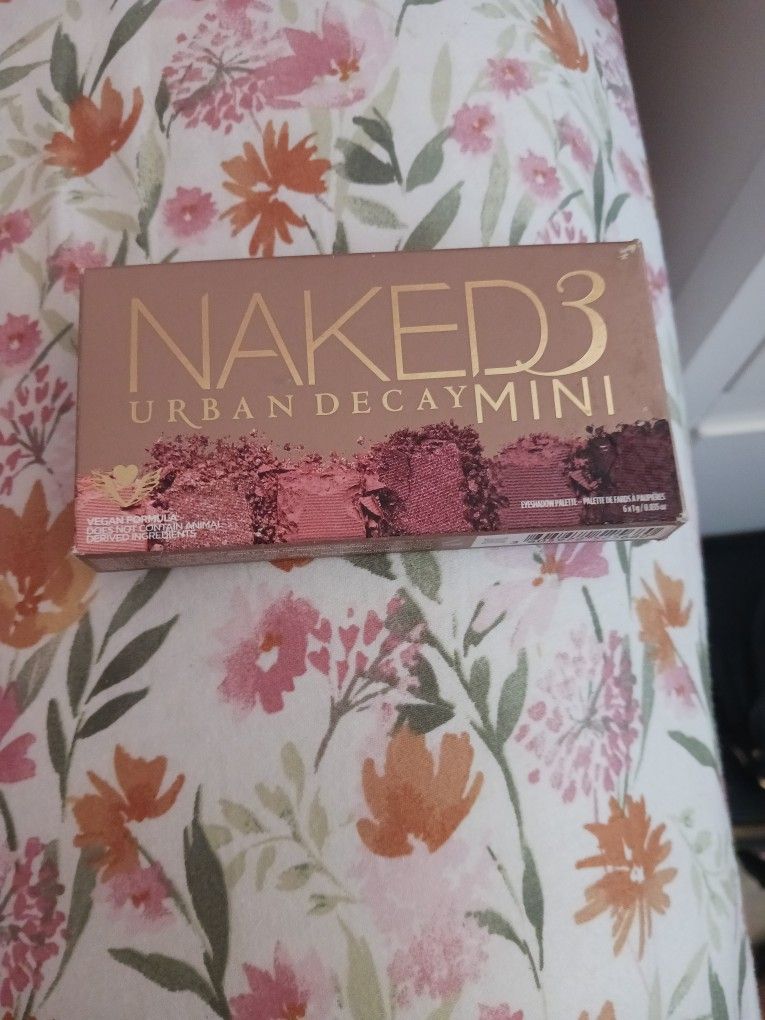 NAKED3
URBAN DECAY MINI
VEGAN FORMULA:
DOES NOT CONTAIN ANIMAL-
DERIVED INGREDIENTS
EYESHADOW PALETTE – PALETTE DE FARDS À PAUPIÈRES
6 x 1 g / 0.035 oz